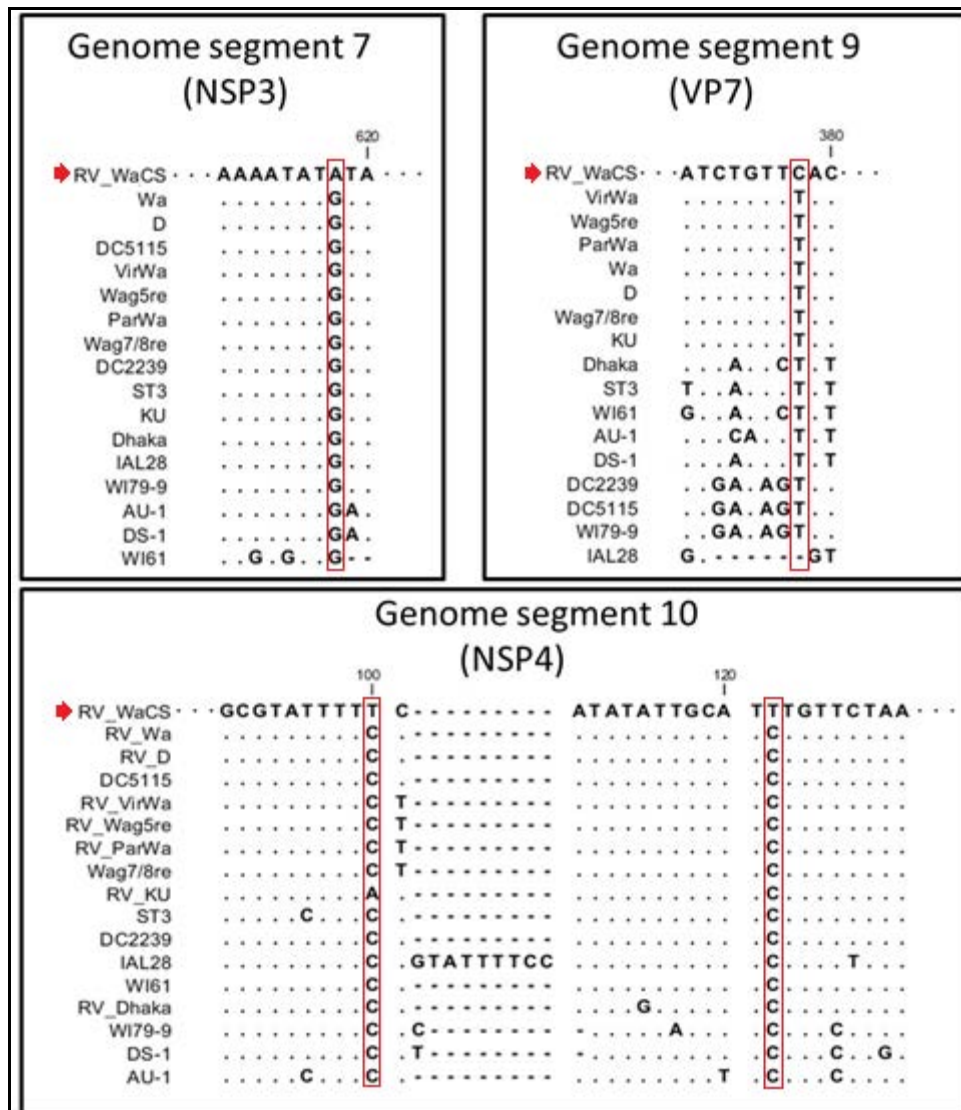 Genome segment 7
(NSP3)
620
RV_WaCS · · · AAAATATATA · · · ·
Wa . . . . . . . G . .
D . . . . . . . G . .
DC5115 . . . . . . . G . .
VirWa . . . . . . . G . .
Wag5re . . . . . . . G . .
ParWa . . . . . . . G . .
Wag7/8re . . . . . . . G . .
DC2239 . . . . . . . G . .
ST3 . . . . . . . G . .
KU . . . . . . . G . .
Dhaka . . . . . . . G . .
IAL28 . . . . . . . G . .
WI79-9 . . . . . . . G . .
AU-1 . . . . . . . G A .
DS-1 . . . . . . . G A .
WI61 . . G . G . . G - -
Genome segment 9
(VP7)
380
RV_WaCS · · · ATCTGTTCAC · · · ·
VirWa . . . . . . . T . .
Wag5re . . . . . . . T . .
ParWa . . . . . . . T . .
Wa . . . . . . . T . .
D . . . . . . . T . .
Wag7/8re . . . . . . . T . .
KU . . . . . . . T . .
Dhaka . . . A . . C T . T
ST3 T . . A . . . T . T
WI61 G . . A . . C T . T
AU-1 . . . C A . . T . T
DS-1 . . . A . . . T . T
DC2239 . . G A . A G T . .
DC5115 . . G A . A G T . .
WI79-9 . . G A . A G T . .
IAL28 G . - - - - - - G T
Genome segment 10
(NSP4)
100 120
RV_WaCS · · · GCGTATTTTT C - - - - - - - - - ATATATTGCA TTTGTTCTAA · · · ·
RV_Wa . . . . . . . . . C . - - - - - - - - - . . . . . . . . . . . . C . . . . . . . .
RV_D . . . . . . . . . C . - - - - - - - - - . . . . . . . . . . . . C . . . . . . . .
DC5115 . . . . . . . . . C . - - - - - - - - - . . . . . . . . . . . . C . . . . . . . .
RV_VirWa . . . . . . . . . C T - - - - - - - - - . . . . . . . . . . . . C . . . . . . . .
RV_Wag5re . . . . . . . . . C T - - - - - - - - - . . . . . . . . . . . . C . . . . . . . .
RV_ParWa . . . . . . . . . C T - - - - - - - - - . . . . . . . . . . . . C . . . . . . . .
Wag7/8re . . . . . . . . . C T - - - - - - - - - . . . . . . . . . . . . C . . . . . . . .
RV_KU . . . . . . . . . A . - - - - - - - - - . . . . . . . . . . . . C . . . . . . . .
ST3 . . . . . C . . . C . - - - - - - - - - . . . . . . . . . . . . C . . . . . . . .
DC2239 . . . . . . . . . C . - - - - - - - - - . . . . . . . . . . . . C . . . . . . . .
IAL28 . . . . . . . . . C . GTATTTTCC . . . . . . . . . . . . C . . . . T . . .
WI61 . . . . . . . . . C . - - - - - - - - - . . . . . . . . . . . . C . . . . . . . .
RV_Dhaka . . . . . . . . . C . - - - - - - - - - . . . . G . . . . . . . C . . . . . . . .
WI79-9 . . . . . . . . . C . C - - - - - - - - . . . . . . A . . . . . C . . . C . . . .
DS-1 . . . . . . . . . C . T - - - - - - - - - . . . . . . . . . . . C . . . C . . G .
AU-1 . . . . . C . . . C . - - - - - - - - - . . . . . . . . . T . . C . . . C . . . .